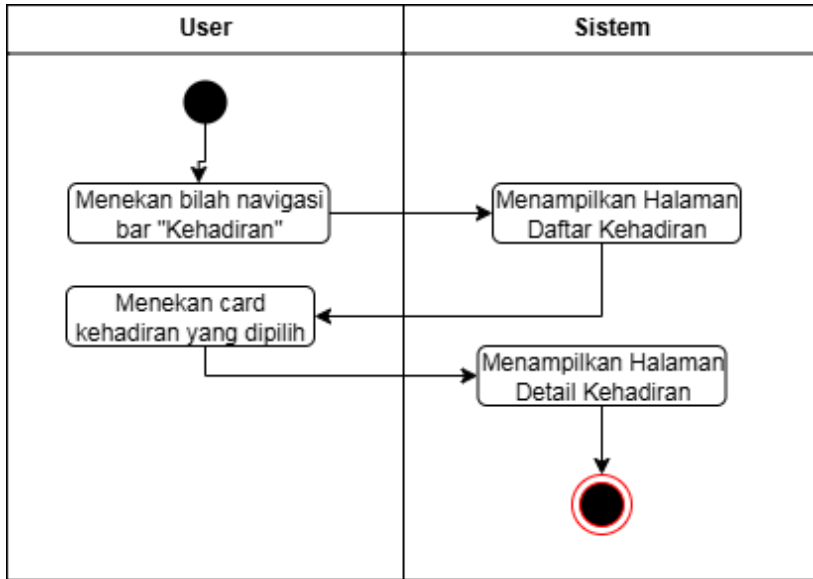 User
Sistem
Menekan bilah navigasi
bar "Kehadiran"
Menampilkan Halaman
Daftar Kehadiran
Menekan card
kehadiran yang dipilih
Menampilkan Halaman
Detail Kehadiran